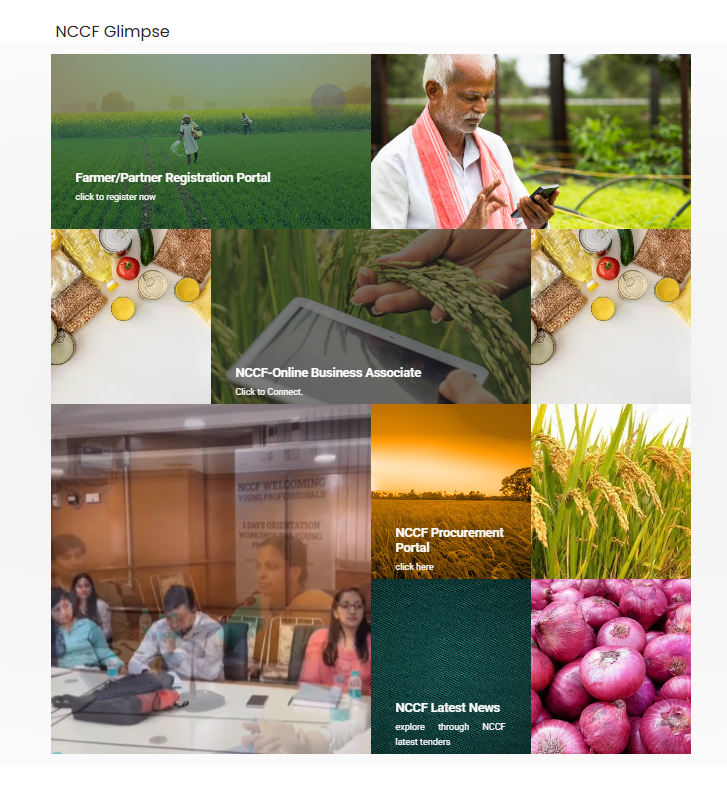 NCCF Glimpse
Farmer/Partner Registration Portal
click to register now
NCCF-Online Business Associate
Click to Connect.
NCCF WELCOMING
YOUNG PROFESSIONALS
3 DAYS ORIENTATION
NCCF Procurement
Portal
click here
NCCF Latest News
explore through NCCF
latest tenders